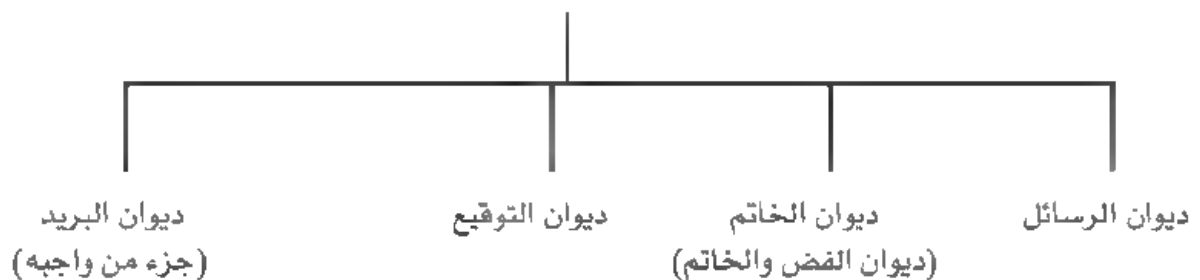 ديوان الرسائل
ديوان الخاتم
(ديوان الفض والخاتم)
ديوان التوقيع
ديوان البريد
(جزء من واجبه)